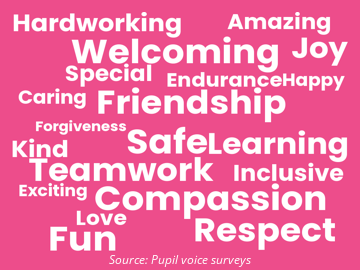 Hardworking Amazing
Welcoming Joy
Special EnduranceHappy
Caring Friendship
Forgiveness
Kind SafeLearning
Teamwork Inclusive
Exciting Compassion
Love
Fun Respect
Source: Pupil voice surveys